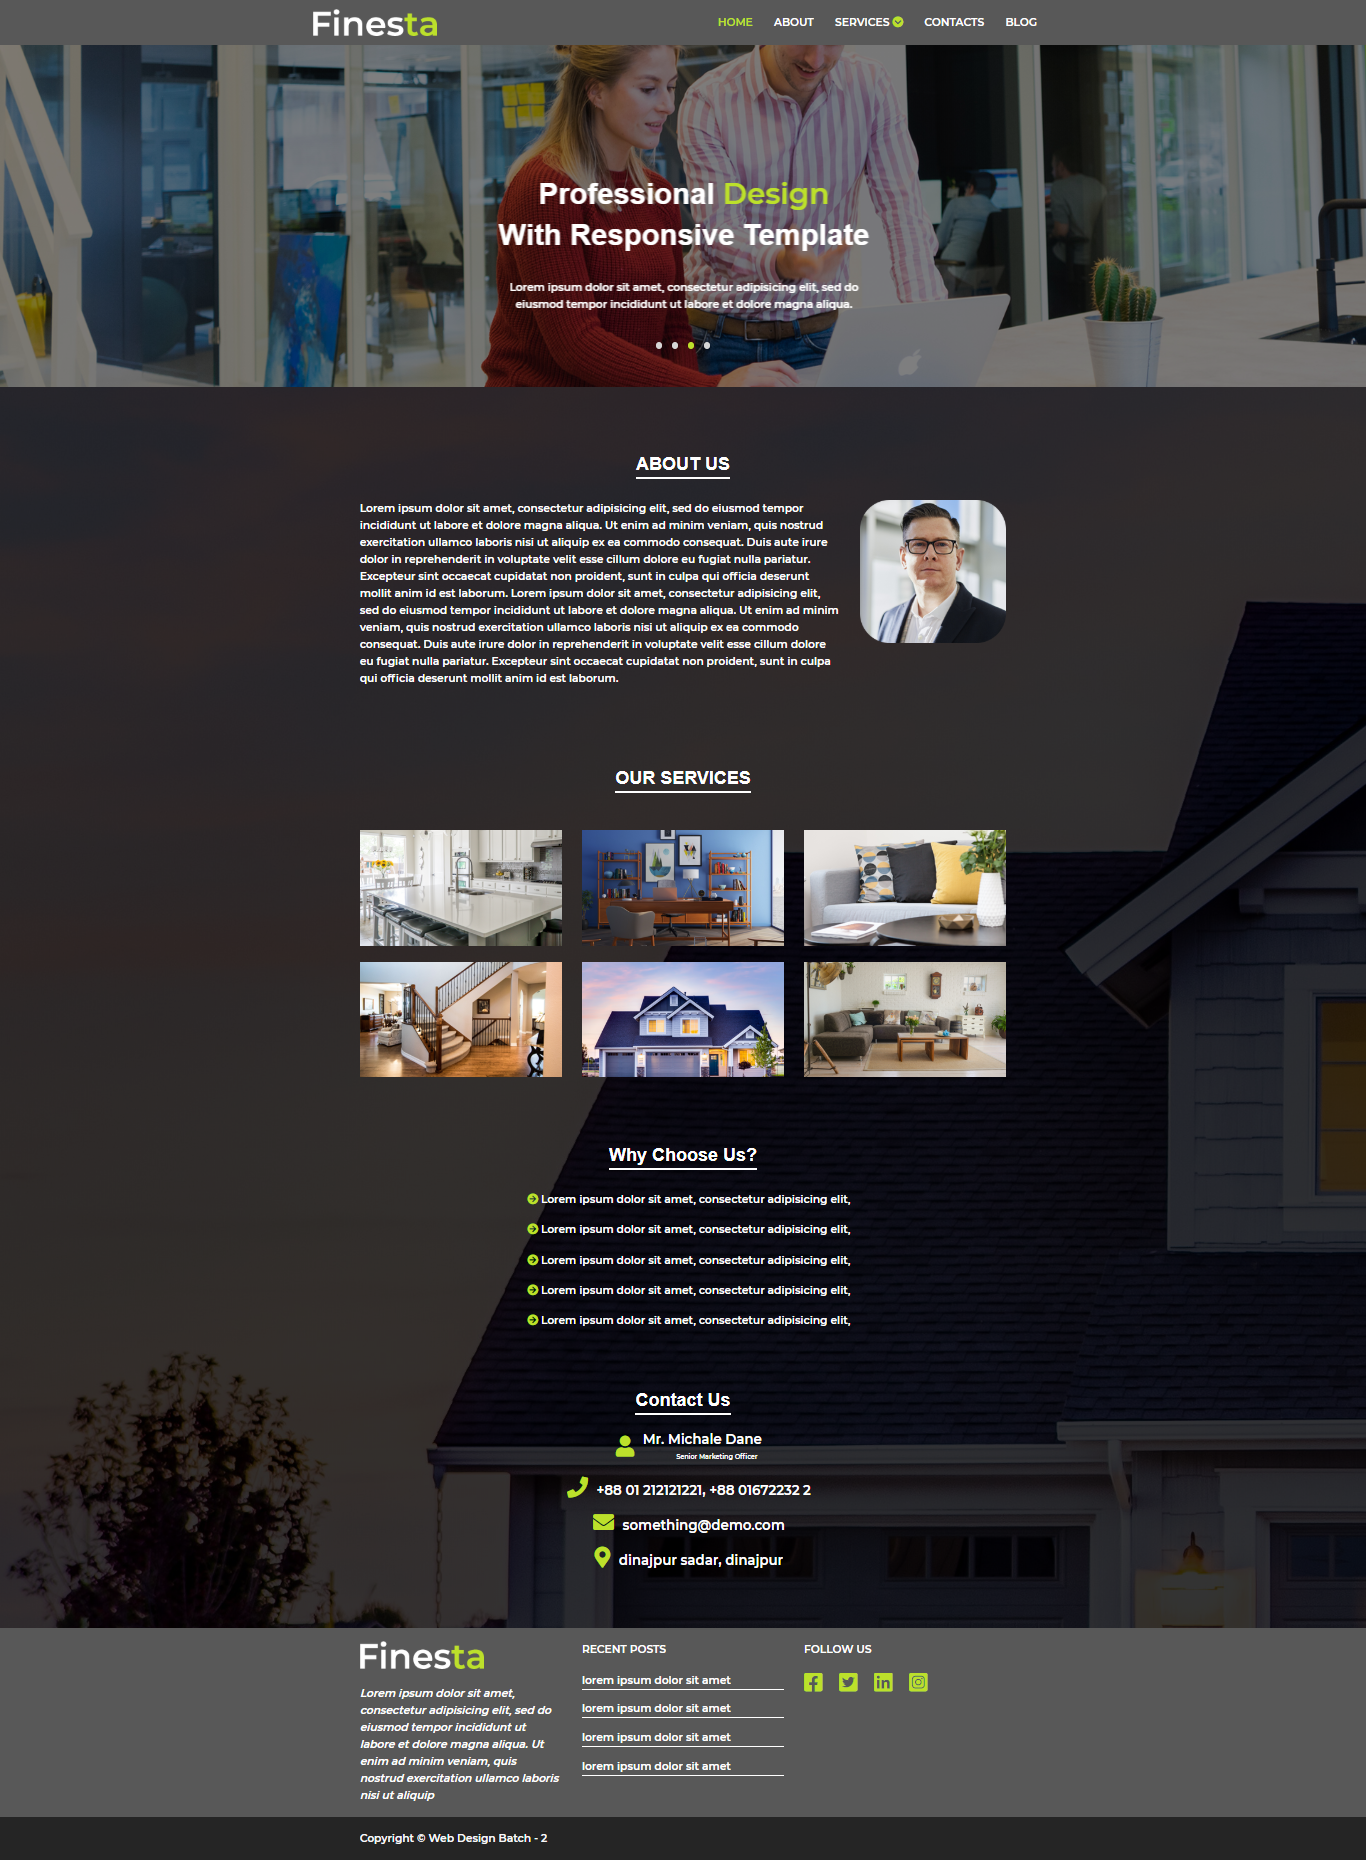 Finesta
HOME ABOUT SERVICES CONTACTS BLOG
Professional Design
With Responsive Template
Lorem ipsum dolor sit amet, consectetur adipisicing elit, sed do
eiusmod tempor incididunt ut labore et dolore magna aliqua.
ABOUT US
Lorem ipsum dolor sit amet, consectetur adipisicing elit, sed do eiusmod tempor
incididunt ut labore et dolore magna aliqua. Ut enim ad minim veniam, quis nostrud
exercitation ullamco laboris nisi ut aliquip ex ea commodo consequat. Duis aute irure
dolor in reprehenderit in voluptate velit esse cillum dolore eu fugiat nulla pariatur.
Excepteur sint occaecat cupidatat non proident, sunt in culpa qui officia deserunt
mollit anim id est laborum. Lorem ipsum dolor sit amet, consectetur adipisicing elit,
sed do eiusmod tempor incididunt ut labore et dolore magna aliqua. Ut enim ad minim
veniam, quis nostrud exercitation ullamco laboris nisi ut aliquip ex ea commodo
consequat. Duis aute irure dolor in reprehenderit in voluptate velit esse cillum dolore
eu fugiat nulla pariatur. Excepteur sint occaecat cupidatat non proident, sunt in culpa
qui officia deserunt mollit anim id est laborum.
OUR SERVICES
Why Choose Us?
Lorem ipsum dolor sit amet, consectetur adipisicing elit,
Lorem ipsum dolor sit amet, consectetur adipisicing elit,
Lorem ipsum dolor sit amet, consectetur adipisicing elit,
Lorem ipsum dolor sit amet, consectetur adipisicing elit,
Lorem ipsum dolor sit amet, consectetur adipisicing elit,
Contact Us
Mr. Michale Dane
Senior Marketing Officer
+88 01 212121221, +88 01672232 2
something@demo.com
dinajpur sadar, dinajpur
Finesta
Lorem ipsum dolor sit amet,
consectetur adipisicing elit, sed do
eiusmod tempor incididunt ut
labore et dolore magna aliqua. Ut
enim ad minim veniam, quis
nostrud exercitation ullamco laboris
nisi ut aliquip
RECENT POSTS
lorem ipsum dolor sit amet
lorem ipsum dolor sit amet
lorem ipsum dolor sit amet
lorem ipsum dolor sit amet
FOLLOW US
Copyright © Web Design Batch - 2